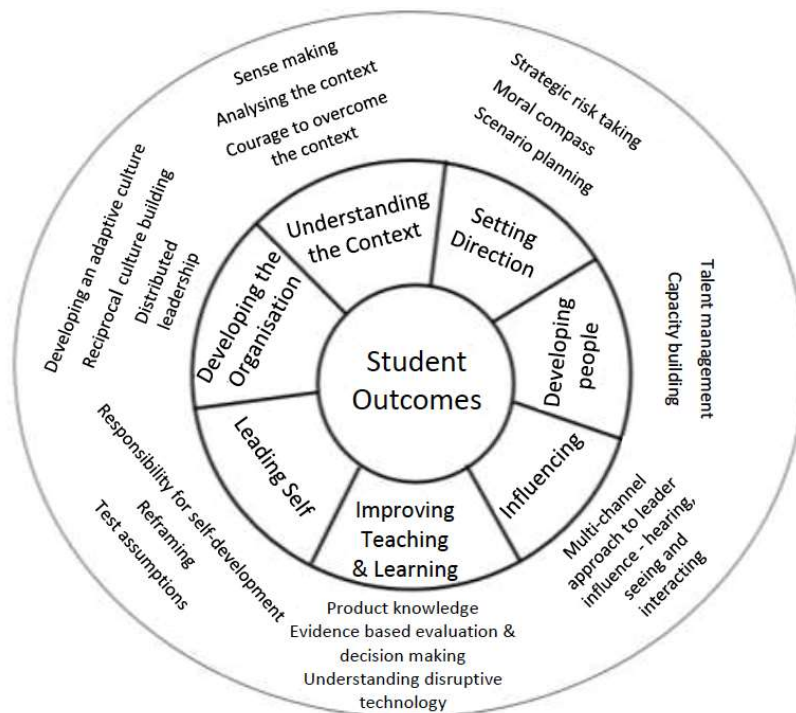 Sense making
Analysing the context
Courage to overcome
the context
Strategic risk taking
Moral compass
Scenario planning
Developing an adaptive culture
Reciprocal culture building
Distributed
leadership
Understanding
the Context
Setting
Direction
Talent management
Capacity building
Developing the
Organisation
Developing
people
Student
Outcomes
Leading Self
Influencing
Improving
Teaching
& Learning
Responsibility for self-development
Reframing
Test assumptions
Multi-channel
approach to leader
influence - hearing,
seeing and
interacting
Product knowledge
Evidence based evaluation &
decision making
Understanding disruptive
technology